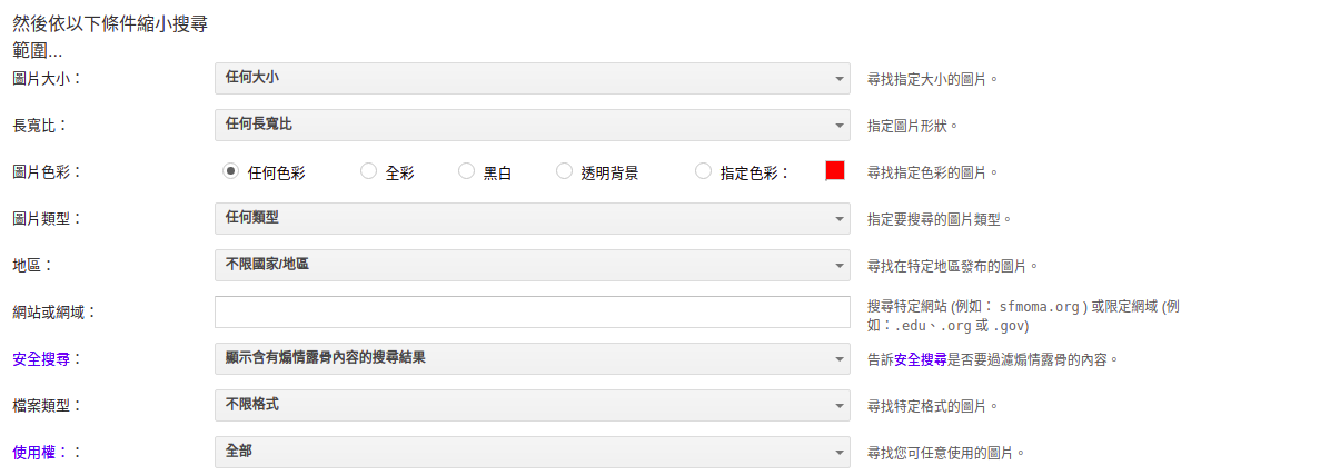 然後依以下條件縮小搜尋
範圍...
圖片大小： 任何大小 尋找指定大小的圖片。
長寬比： 任何長寬比 指定圖片形狀。
圖片色彩： 任何色彩 全彩 黑白 透明背景 指定色彩： 尋找指定色彩的圖片。
圖片類型： 任何類型 指定要搜尋的圖片類型。
地區： 不限國家/地區 尋找在特定地區發布的圖片。
網站或網域： 搜尋特定網站 (例如： sfmoma.org ) 或限定網域 (例
如：.edu、.org 或 .gov)
安全搜尋： 顯示含有煽情露骨內容的搜尋結果 告訴安全搜尋是否要過濾煽情露骨的內容。
檔案類型： 不限格式 尋找特定格式的圖片。
使用權：： 全部 尋找您可任意使用的圖片。